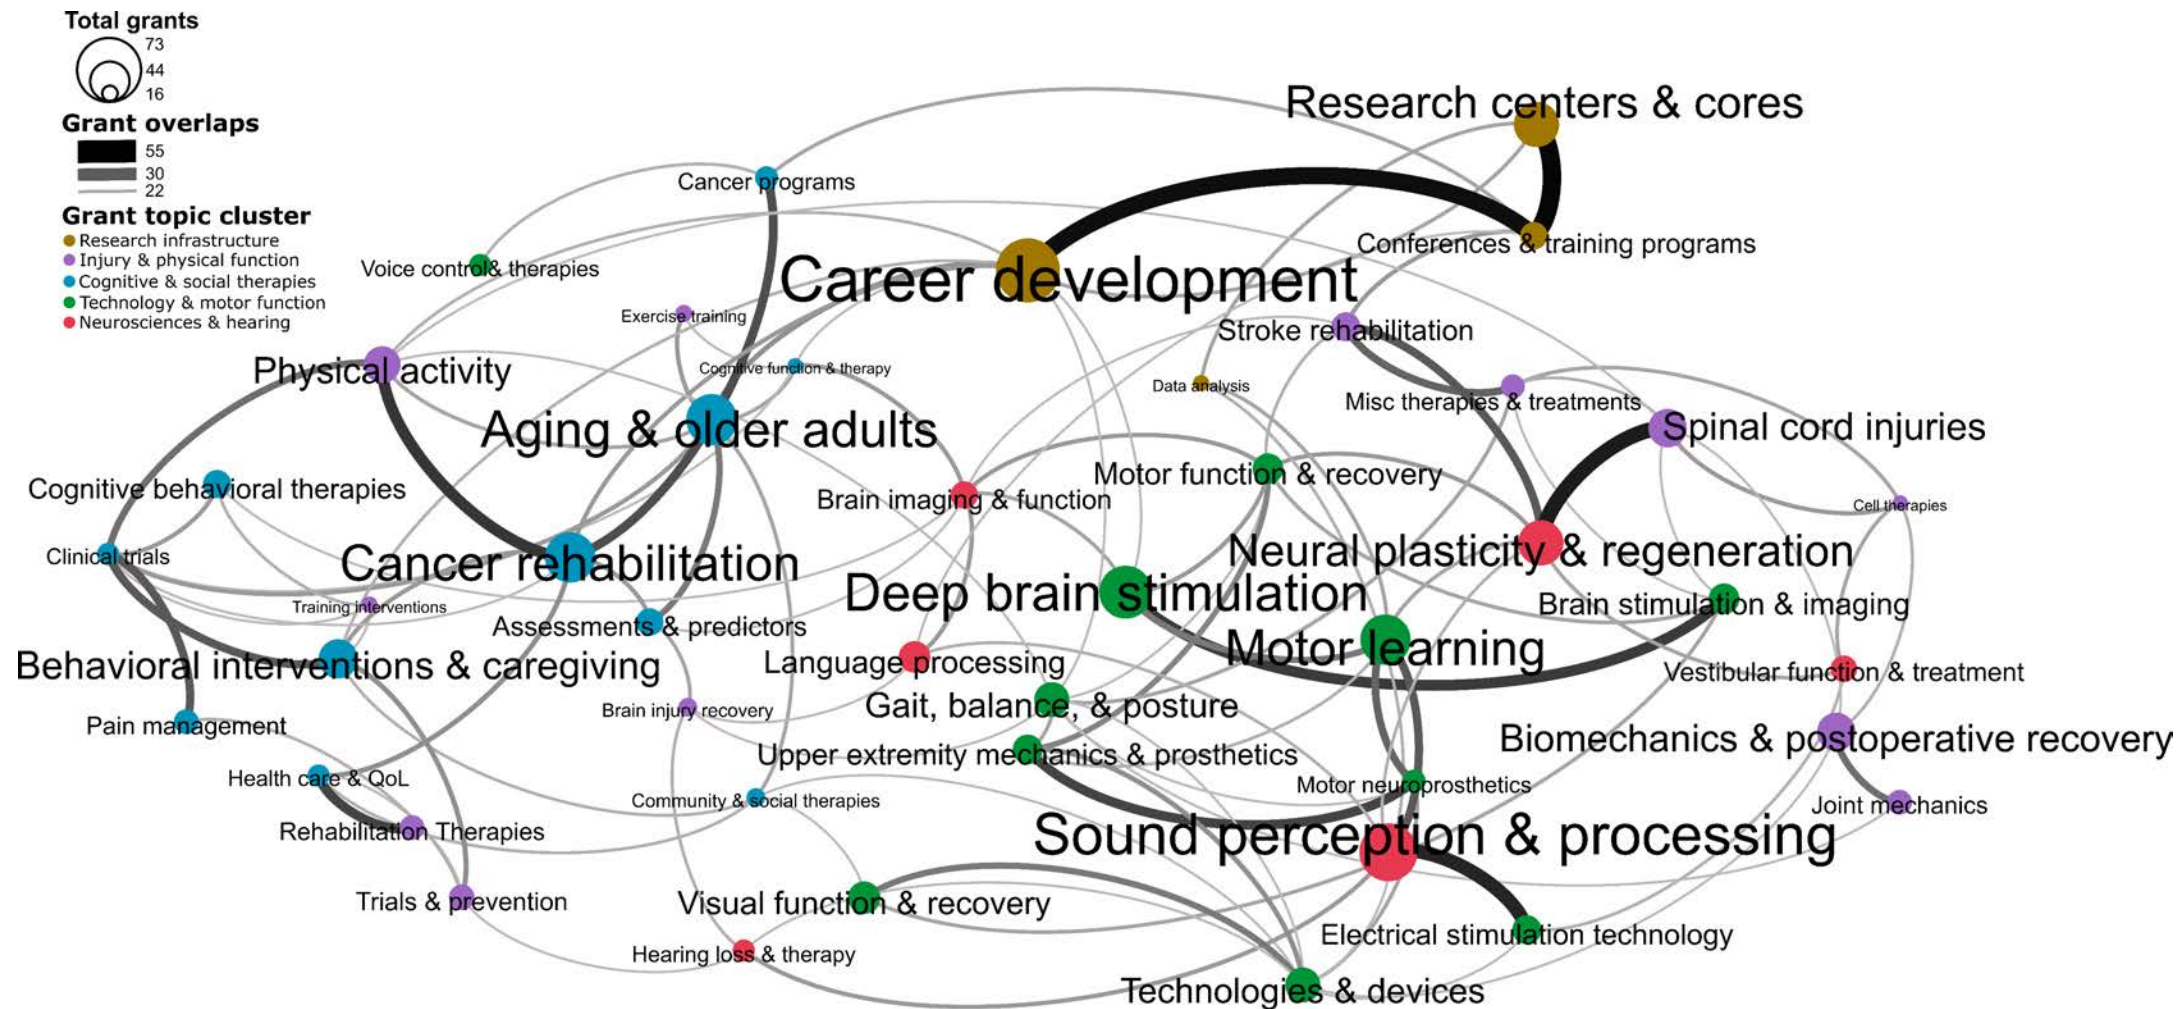 Total grants
73
44
16
Grant overlaps
55
30
22
Grant topic cluster
Research infrastructure
Injury & physical function
Cognitive & social therapies
Technology & motor function
Neurosciences & hearing
Research centers & cores
Cancer programs
Conferences & training programs
Voice control& therapies
Career development
Exercise training
Stroke rehabilitation
Physical activity
Cognitive function & therapy
Data analysis
Misc therapies & treatments
Aging & older adults
Spinal cord injuries
Motor function & recovery
Cognitive behavioral therapies
Brain imaging & function
Cell therapies
Clinical trials
Cancer rehabilitation
Neural plasticity & regeneration
Deep brain stimulation
Training interventions
Brain stimulation & imaging
Assessments & predictors
Motor learning
Behavioral interventions & caregiving
Language processing
Vestibular function & treatment
Brain injury recovery
Gait, balance, & posture
Pain management
Biomechanics & postoperative recovery
Upper extremity mechanics & prosthetics
Health care & QoL
Motor neuroprosthetics
Community & social therapies
Joint mechanics
Rehabilitation Therapies
Sound perception & processing
Trials & prevention
Visual function & recovery
Electrical stimulation technology
Hearing loss & therapy
Technologies & devices